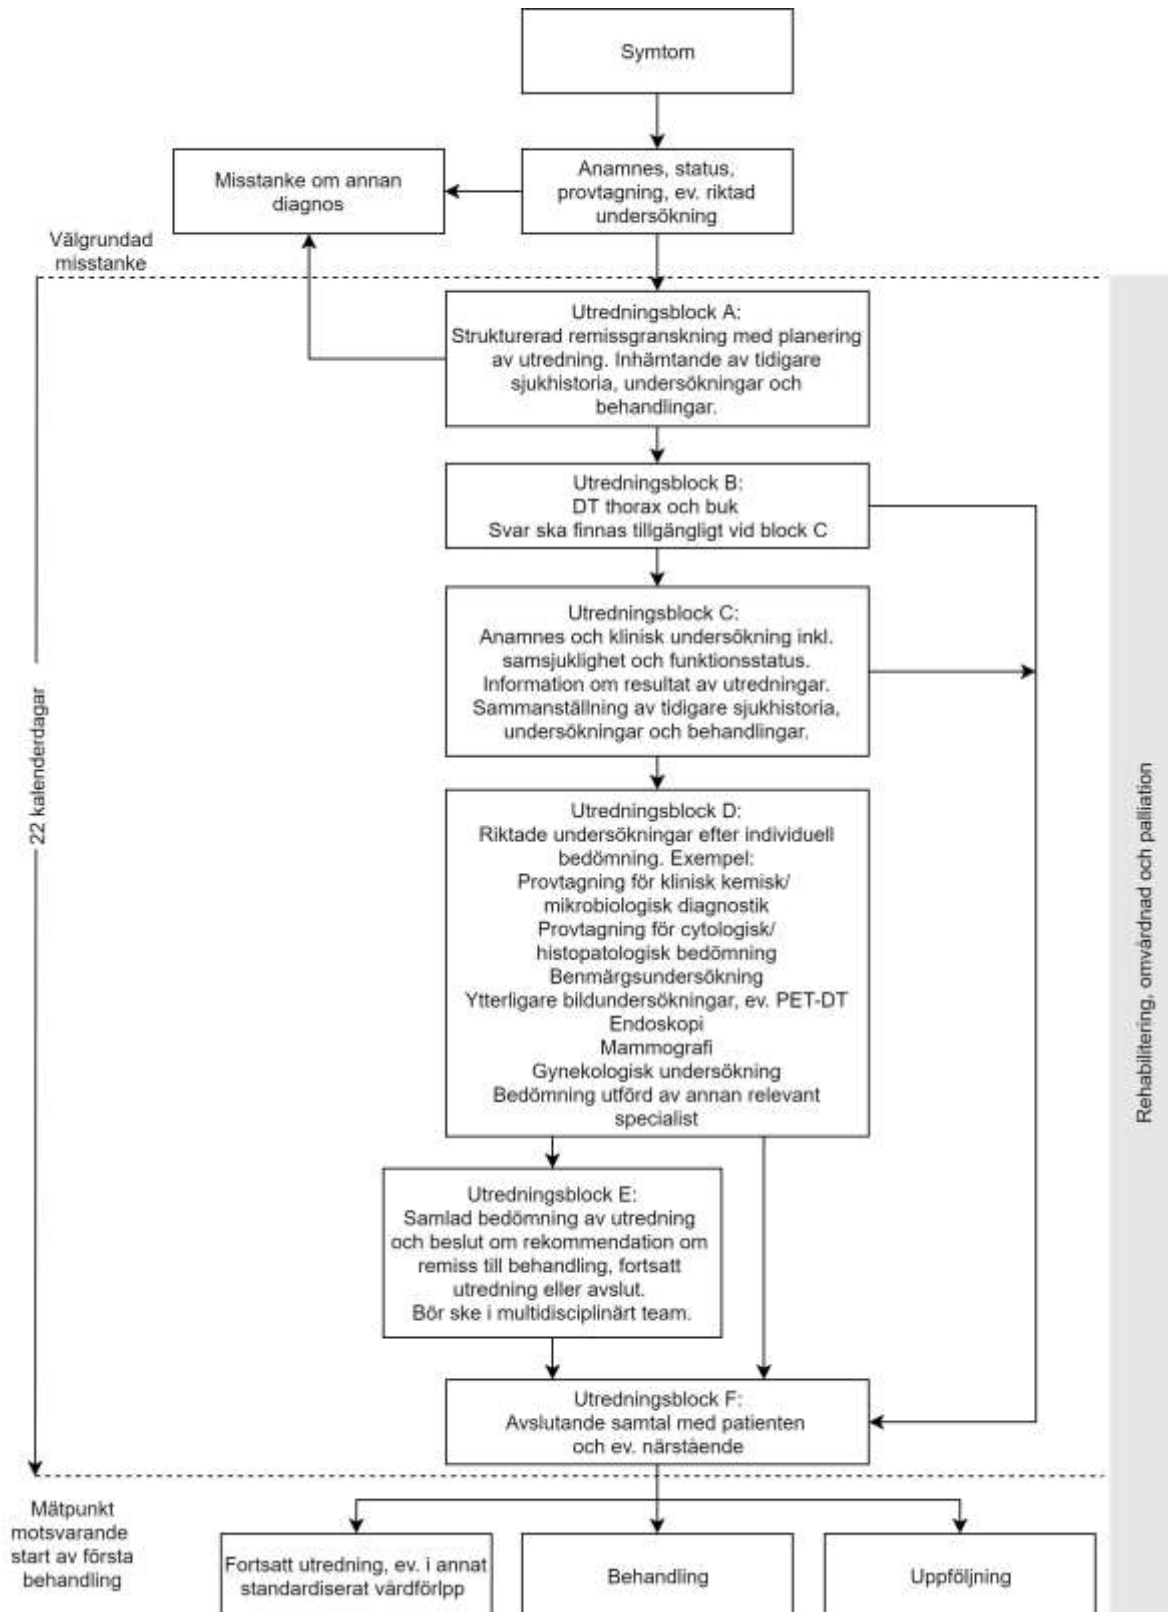 Symtom
Anamnes, status,
provtagning, ev. riktad
undersökning
Misstanke om annan
diagnos
Välgrundad
misstanke
Utredningsblock A:
Strukturerad remissgranskning med planering
av utredning. Inhämtande av tidigare
sjukhistoria, undersökningar och
behandlingar.
Utredningsblock B:
DT thorax och buk
Svar ska finnas tillgängligt vid block C
Utredningsblock C:
Anamnes och klinisk undersökning inkl.
samsjuklighet och funktionsstatus.
Information om resultat av utredningar.
Sammanställning av tidigare sjukhistoria,
undersökningar och behandlingar.
22 kalenderdagar
Utredningsblock D:
Riktade undersökningar efter individuell
bedömning. Exempel:
Provtagning för klinisk kemisk/
mikrobiologisk diagnostik
Provtagning för cytologisk/
histopatologisk bedömning
Benmärgsundersökning
Ytterligare bildundersökningar, ev. PET-DT
Endoskopi
Mammografi
Gynekologisk undersökning
Bedömning utförd av annan relevant
specialist
Rehabilitering, omvårdnad och palliation
Utredningsblock E:
Samlad bedömning av utredning
och beslut om rekommendation om
remiss till behandling, fortsatt
utredning eller avslut.
Bör ske i multidisciplinärt team.
Utredningsblock F:
Avslutande samtal med patienten
och ev. närstående
Mätpunkt
motsvarande
start av första
behandling
Fortsatt utredning, ev. i annat
standardiserat vårdförlpp
Behandling
Uppföljning